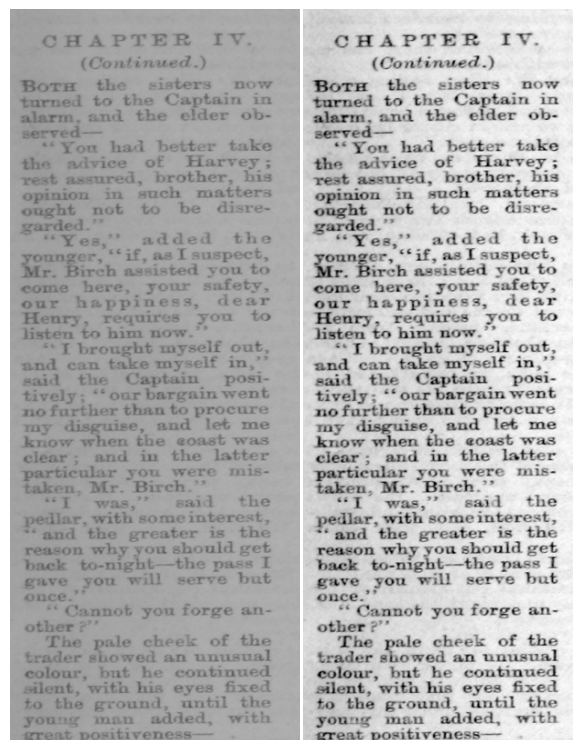 CHAPTER IV.
(Continued.)
BOTH the sisters now
turned to the Captain in
alarm, and the elder ob-
served—
"You had better take
the advice of Harvey;
rest assured, brother, his
opinion in such matters
ought not to be disre-
garded."
"Yes," added the
younger, "if, as I suspect,
Mr. Birch assisted you to
come here, your safety,
our happiness, dear
Henry, requires you to
listen to him now."
"I brought myself out,
and can take myself in,"
said the Captain posi-
tively; "our bargain went
no further than to procure
my disguise, and let me
know when the coast was
clear; and in the latter
particular you were mis-
taken, Mr. Birch."
"I was," said the
pedlar, with some interest,
"and the greater is the
reason why you should get
back to-night—the pass I
gave you will serve but
once."
"Cannot you forge an-
other?"
The pale cheek of the
trader showed an unusual
colour, but he continued
silent, with his eyes fixed
to the ground, until the
young man added, with
great positiveness—
CHAPTER IV.
(Continued.)
BOTH the sisters now
turned to the Captain in
alarm, and the elder ob-
served—
"You had better take
the advice of Harvey;
rest assured, brother, his
opinion in such matters
ought not to be disre-
garded."
"Yes," added the
younger, "if, as I suspect,
Mr. Birch assisted you to
come here, your safety,
our happiness, dear
Henry, requires you to
listen to him now."
"I brought myself out,
and can take myself in,"
said the Captain posi-
tively; "our bargain went
no further than to procure
my disguise, and let me
know when the coast was
clear; and in the latter
particular you were mis-
taken, Mr. Birch."
"I was," said the
pedlar, with some interest,
"and the greater is the
reason why you should get
back to-night—the pass I
gave you will serve but
once."
"Cannot you forge an-
other?"
The pale cheek of the
trader showed an unusual
colour, but he continued
silent, with his eyes fixed
to the ground, until the
young man added, with
great positiveness—